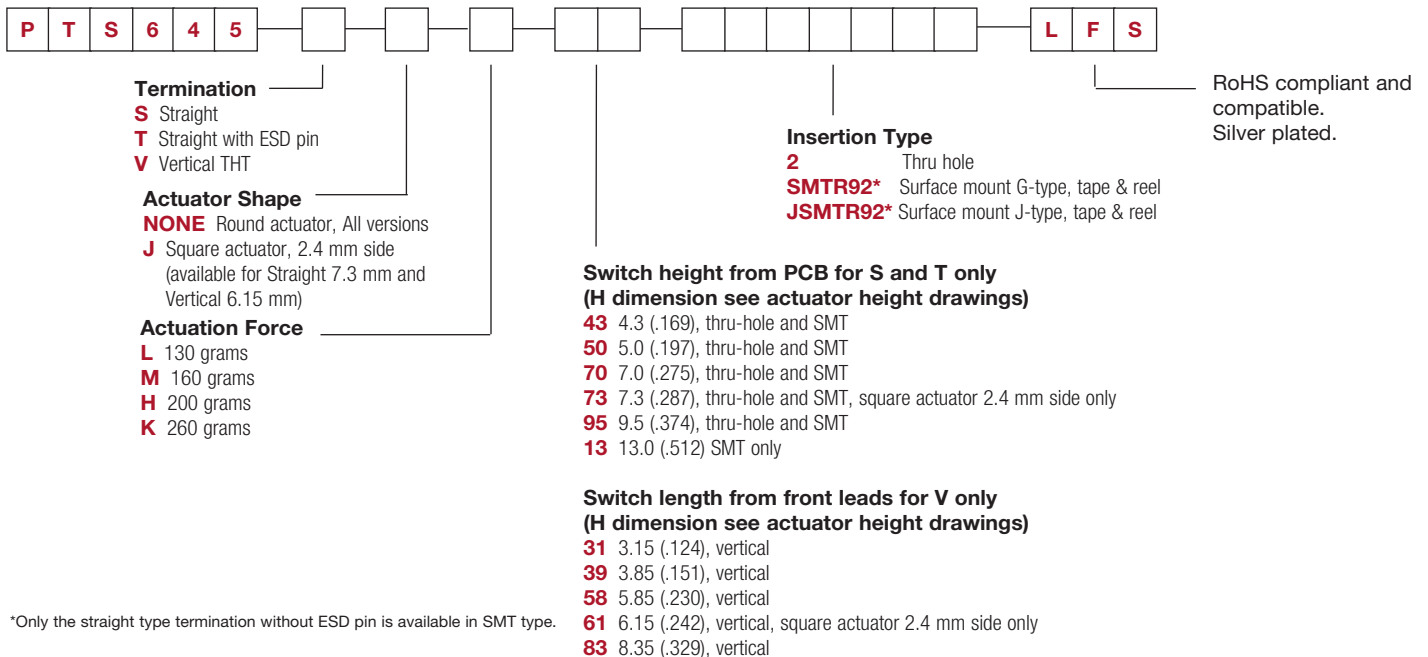 P T S 6 4 5 L F S
Termination
S Straight
T Straight with ESD pin
V Vertical THT
Actuator Shape
NONE Round actuator, All versions
J Square actuator, 2.4 mm side
(available for Straight 7.3 mm and
Vertical 6.15 mm)
Actuation Force
L 130 grams
M 160 grams
H 200 grams
K 260 grams
Switch height from PCB for S and T only
(H dimension see actuator height drawings)
43 4.3 (.169), thru-hole and SMT
50 5.0 (.197), thru-hole and SMT
70 7.0 (.275), thru-hole and SMT
73 7.3 (.287), thru-hole and SMT, square actuator 2.4 mm side only
95 9.5 (.374), thru-hole and SMT
13 13.0 (.512) SMT only
Switch length from front leads for V only
(H dimension see actuator height drawings)
31 3.15 (.124), vertical
39 3.85 (.151), vertical
58 5.85 (.230), vertical
61 6.15 (.242), vertical, square actuator 2.4 mm side only
83 8.35 (.329), vertical
Insertion Type
2 Thru hole
SMTR92* Surface mount G-type, tape & reel
JSMTR92* Surface mount J-type, tape & reel
RoHS compliant and
compatible.
Silver plated.
*Only the straight type termination without ESD pin is available in SMT type.